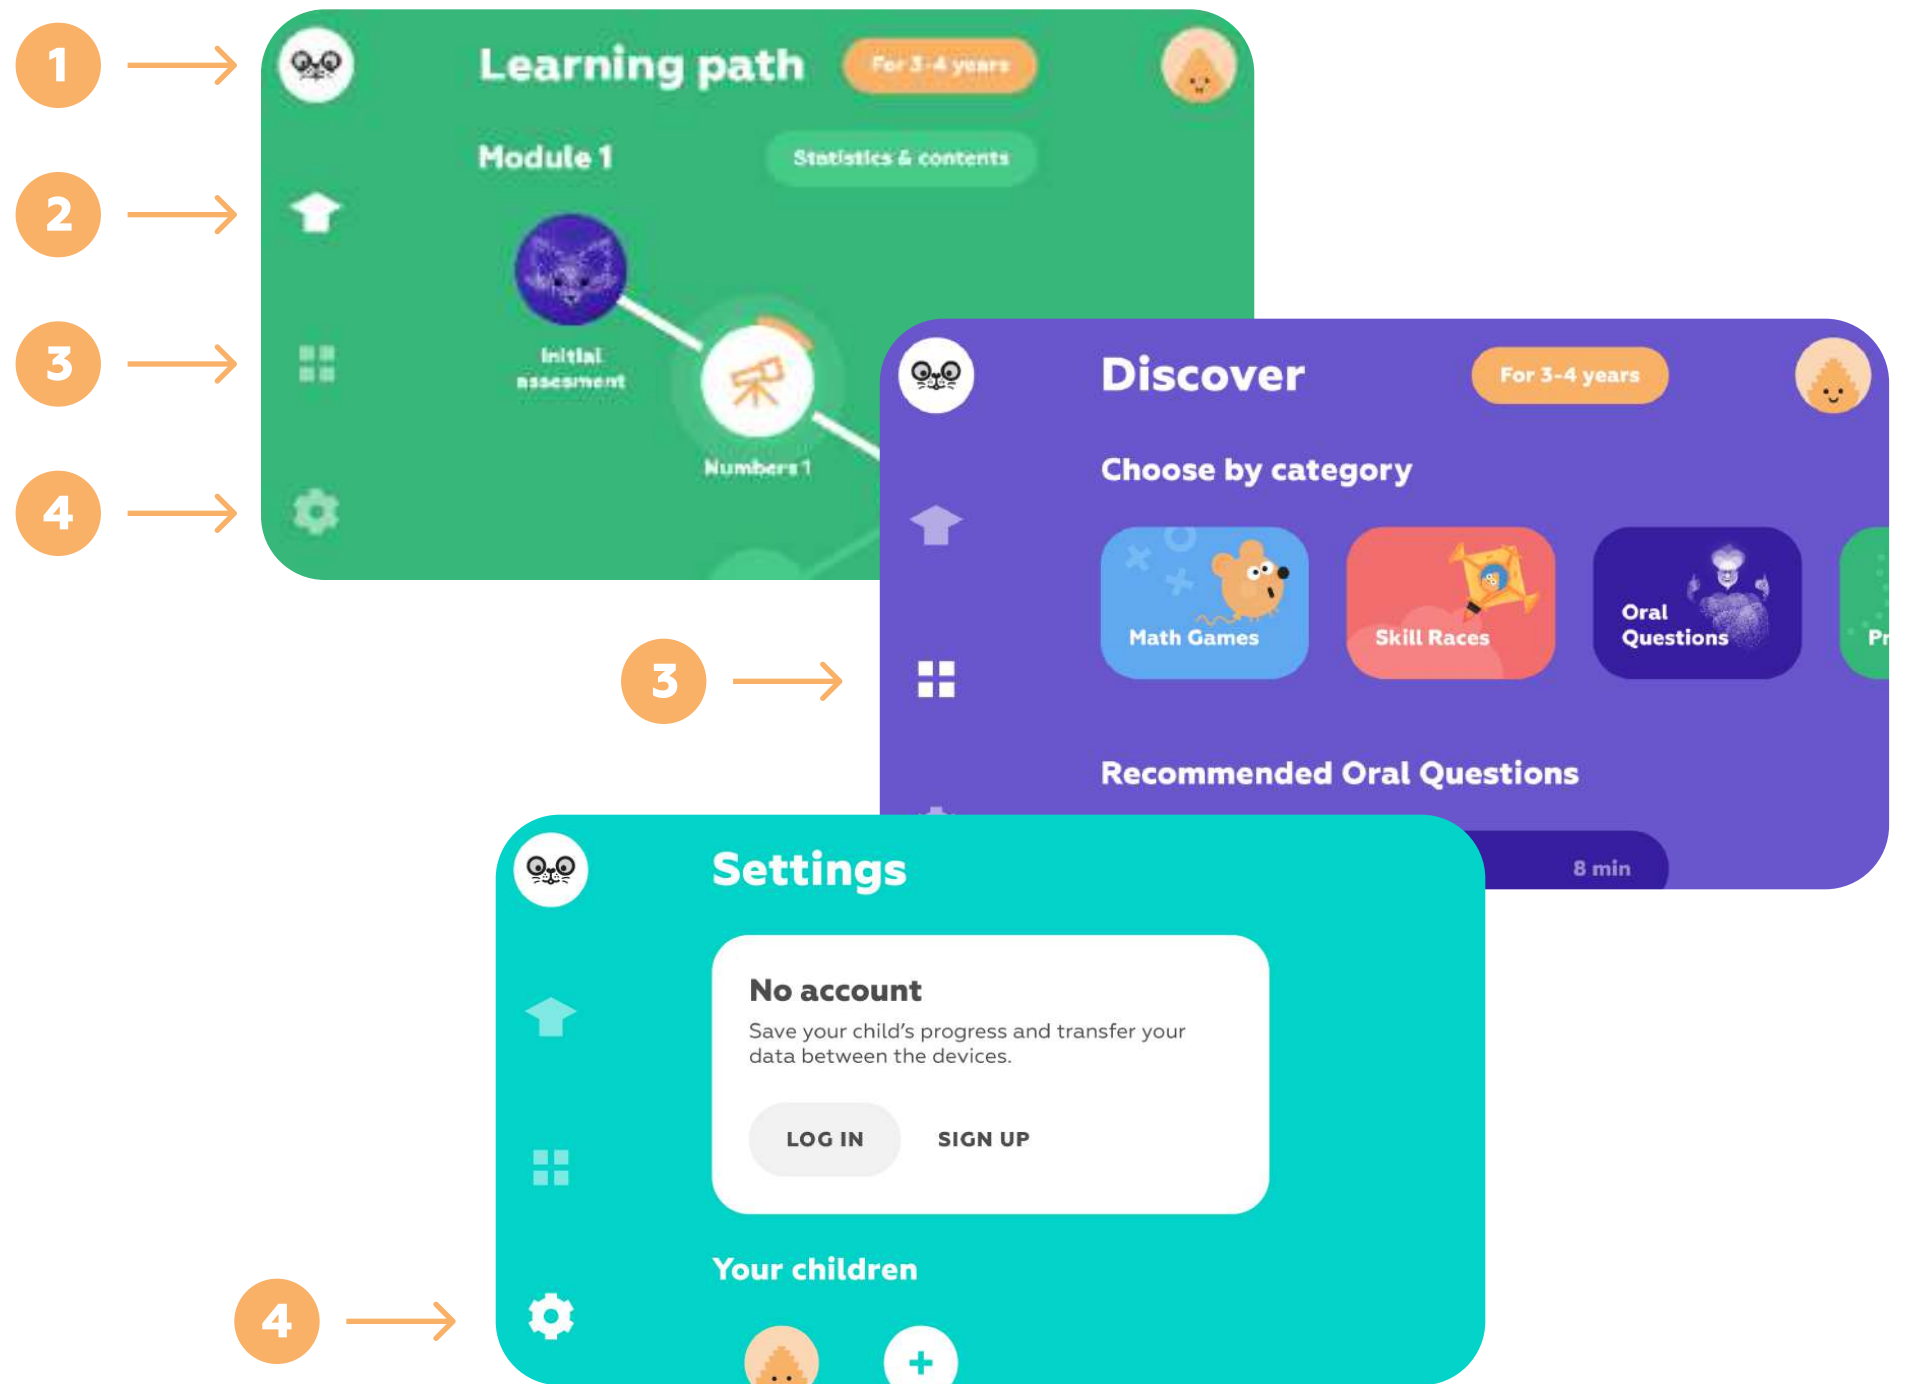 1
Learning path
For 3-4 years
Module 1
Statistics & contents
2
Initial
assesment
3
Numbers 1
4
Discover
For 3-4 years
Choose by category
Math Games
Skill Races
Oral
Questions
Pr
3
Recommended Oral Questions
8 min
Settings
No account
Save your child's progress and transfer your
data between the devices.
LOG IN
SIGN UP
Your children
4
+